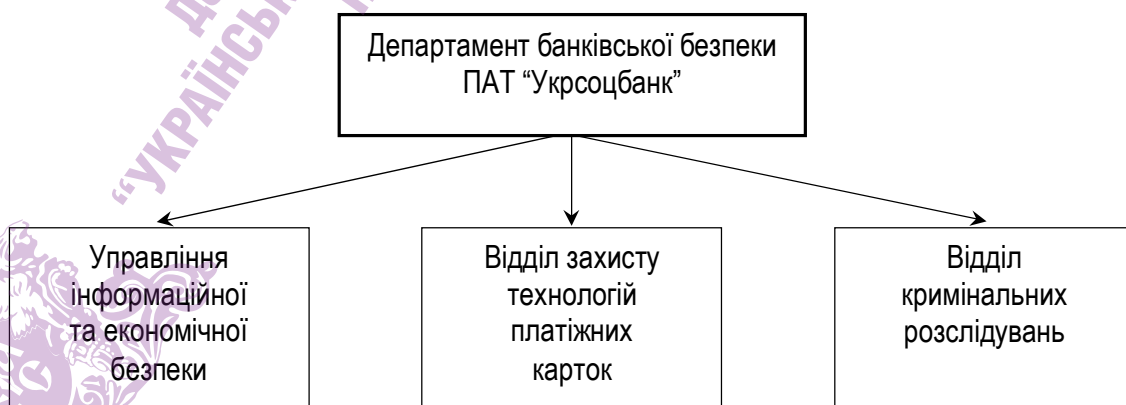 Департамент банківської безпеки
ПАТ “Укрсоцбанк”
Управління
інформаційної
та економічної
безпеки
Відділ захисту
технологій
платіжних
карток
Відділ
кримінальних
розслідувань